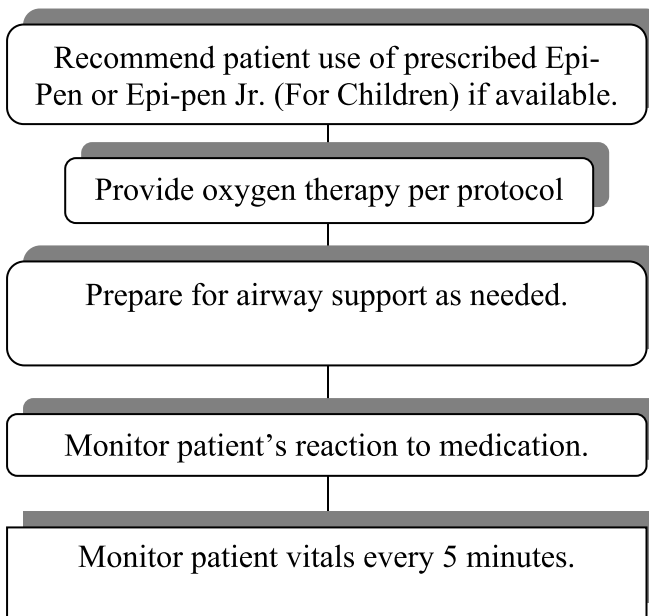 Recommend patient use of prescribed Epi-
Pen or Epi-pen Jr. (For Children) if available.
Provide oxygen therapy per protocol
Prepare for airway support as needed.
Monitor patient’s reaction to medication.
Monitor patient vitals every 5 minutes.